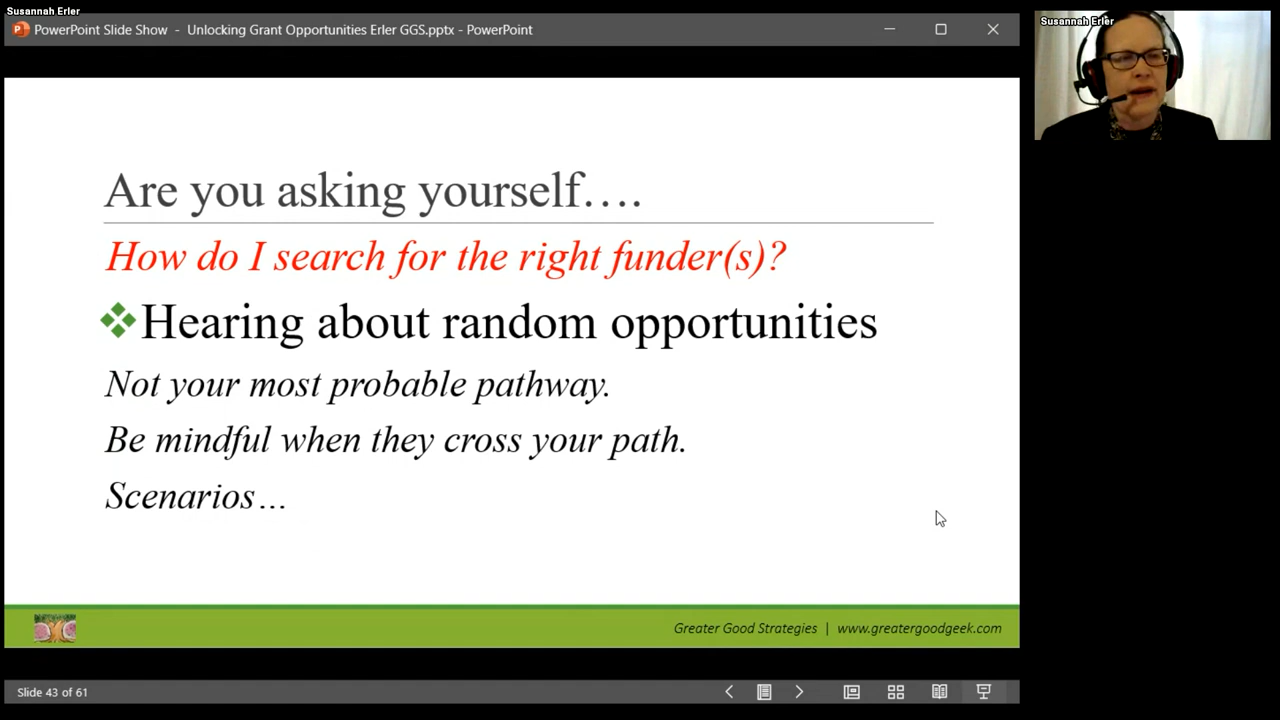 Susannah Erler
PowerPoint Slide Show - Unlocking Grant Opportunities Erler GGS.pptx - PowerPoint
Susannah Erler
Are you asking yourself….
How do I search for the right funder(s)?
Hearing about random opportunities
Not your most probable pathway.
Be mindful when they cross your path.
Scenarios…
Greater Good Strategies | www.greatergoodgeek.com
Slide 43 of 61